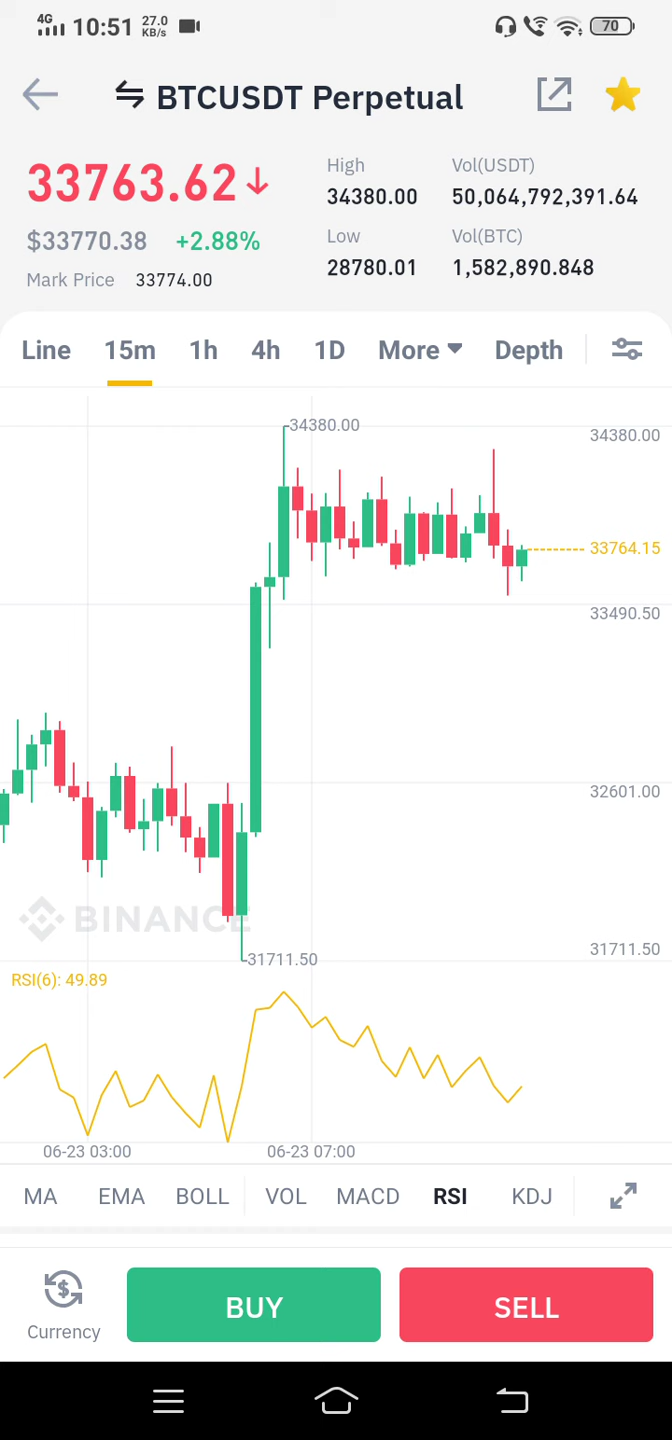 4G 10:51 27.0 KB/s 70
BTCUSDT Perpetual
33763.62↓
$33770.38 +2.88%
Mark Price 33774.00
High
34380.00
Low
28780.01
Vol(USDT)
50,064,792,391.64
Vol(BTC)
1,582,890.848
Line 15m 1h 4h 1D More Depth
34380.00
34380.00
33764.15
33490.50
32601.00
BINANCE
31711.50
31711.50
RSI(6): 49.89
06-23 03:00 06-23 07:00
MA EMA BOLL VOL MACD RSI KDJ
Currency
BUY
SELL